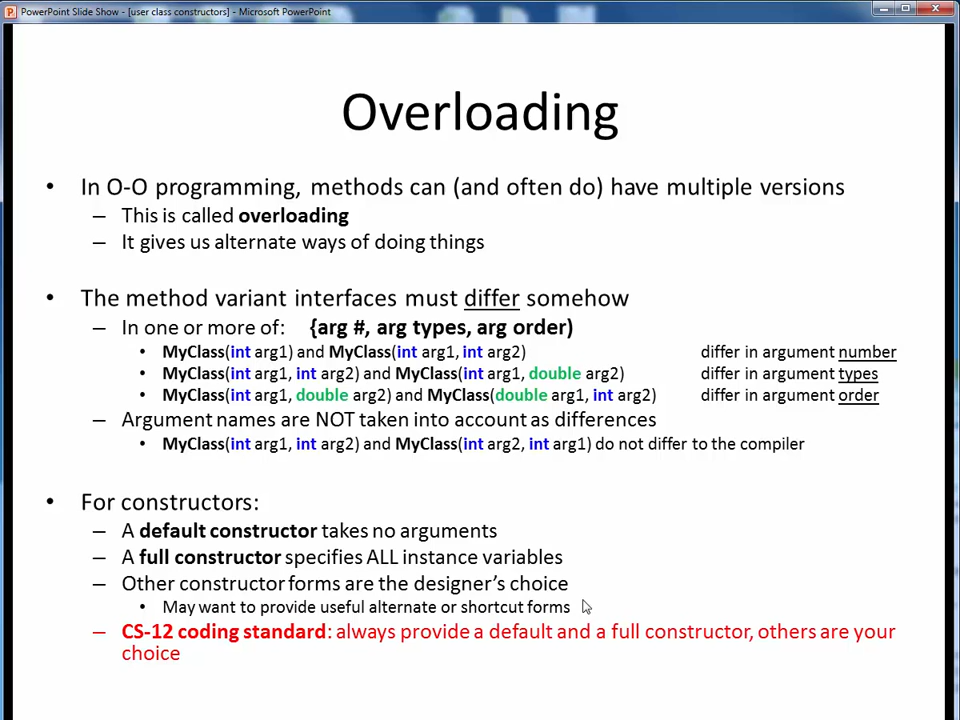 PowerPoint Slide Show - [user class constructors] - Microsoft PowerPoint
Overloading
• In O-O programming, methods can (and often do) have multiple versions
– This is called overloading
– It gives us alternate ways of doing things
• The method variant interfaces must differ somehow
– In one or more of: {arg #, arg types, arg order)
• MyClass(int arg1) and MyClass(int arg1, int arg2) differ in argument number
• MyClass(int arg1, int arg2) and MyClass(int arg1, double arg2) differ in argument types
• MyClass(int arg1, double arg2) and MyClass(double arg1, int arg2) differ in argument order
– Argument names are NOT taken into account as differences
• MyClass(int arg1, int arg2) and MyClass(int arg2, int arg1) do not differ to the compiler
• For constructors:
– A default constructor takes no arguments
– A full constructor specifies ALL instance variables
– Other constructor forms are the designer’s choice
• May want to provide useful alternate or shortcut forms
– CS-12 coding standard: always provide a default and a full constructor, others are your
choice